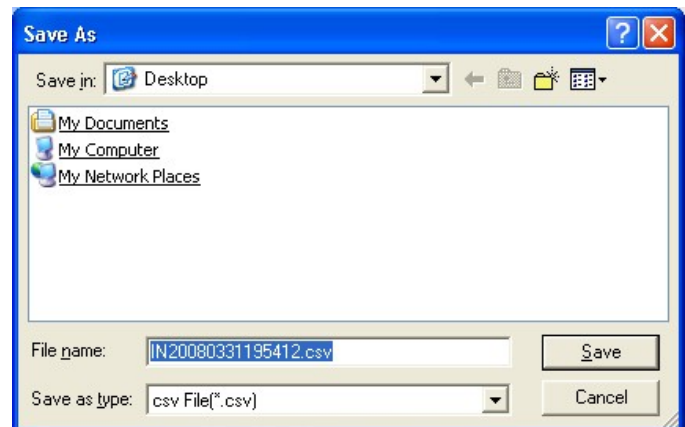 Save As
Save in: Desktop
My Documents
My Computer
My Network Places
File name: IN20080331195412.csv Save
Save as type: csv File(*.csv) Cancel